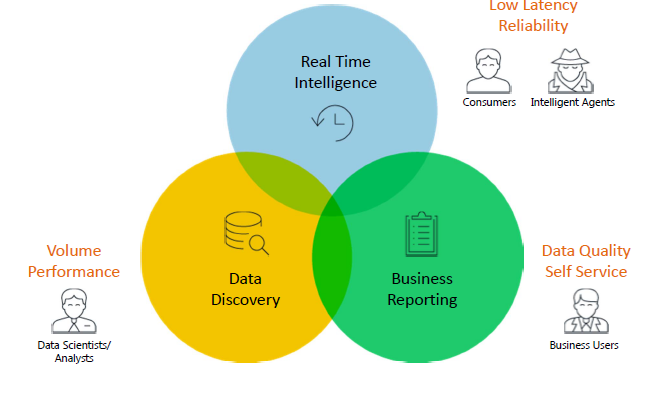 Low Latency
Reliability
Real Time
Intelligence
Consumers
Intelligent Agents
Volume
Performance
Data
Discovery
Business
Reporting
Data Quality
Self Service
Data Scientists/
Analysts
Business Users